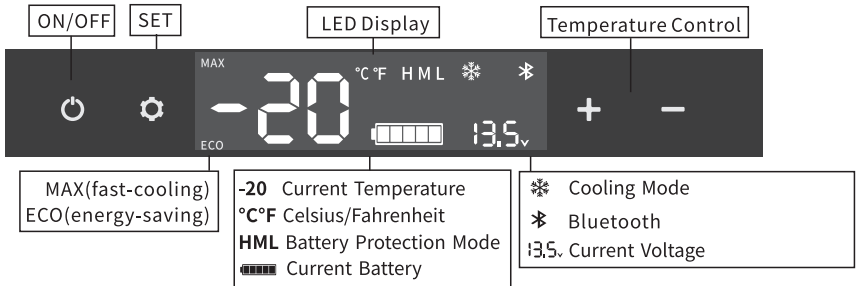 ON/OFF
SET
LED Display
Temperature Control
MAX
°C °F HML
-20
ECO
13.5v
MAX(fast-cooling)
ECO(energy-saving)
-20 Current Temperature
°C°F Celsius/Fahrenheit
HML Battery Protection Mode
Current Battery
Cooling Mode
Bluetooth
13.5v Current Voltage